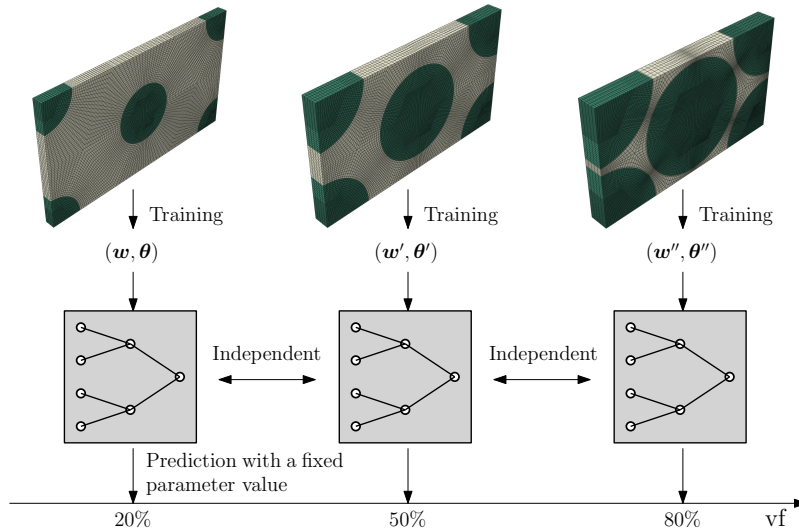 Training
Training
Training
(w, θ)
(w′, θ′)
(w′′, θ′′)
Independent
Independent
Prediction with a fixed
parameter value
20%
50%
80%
vf